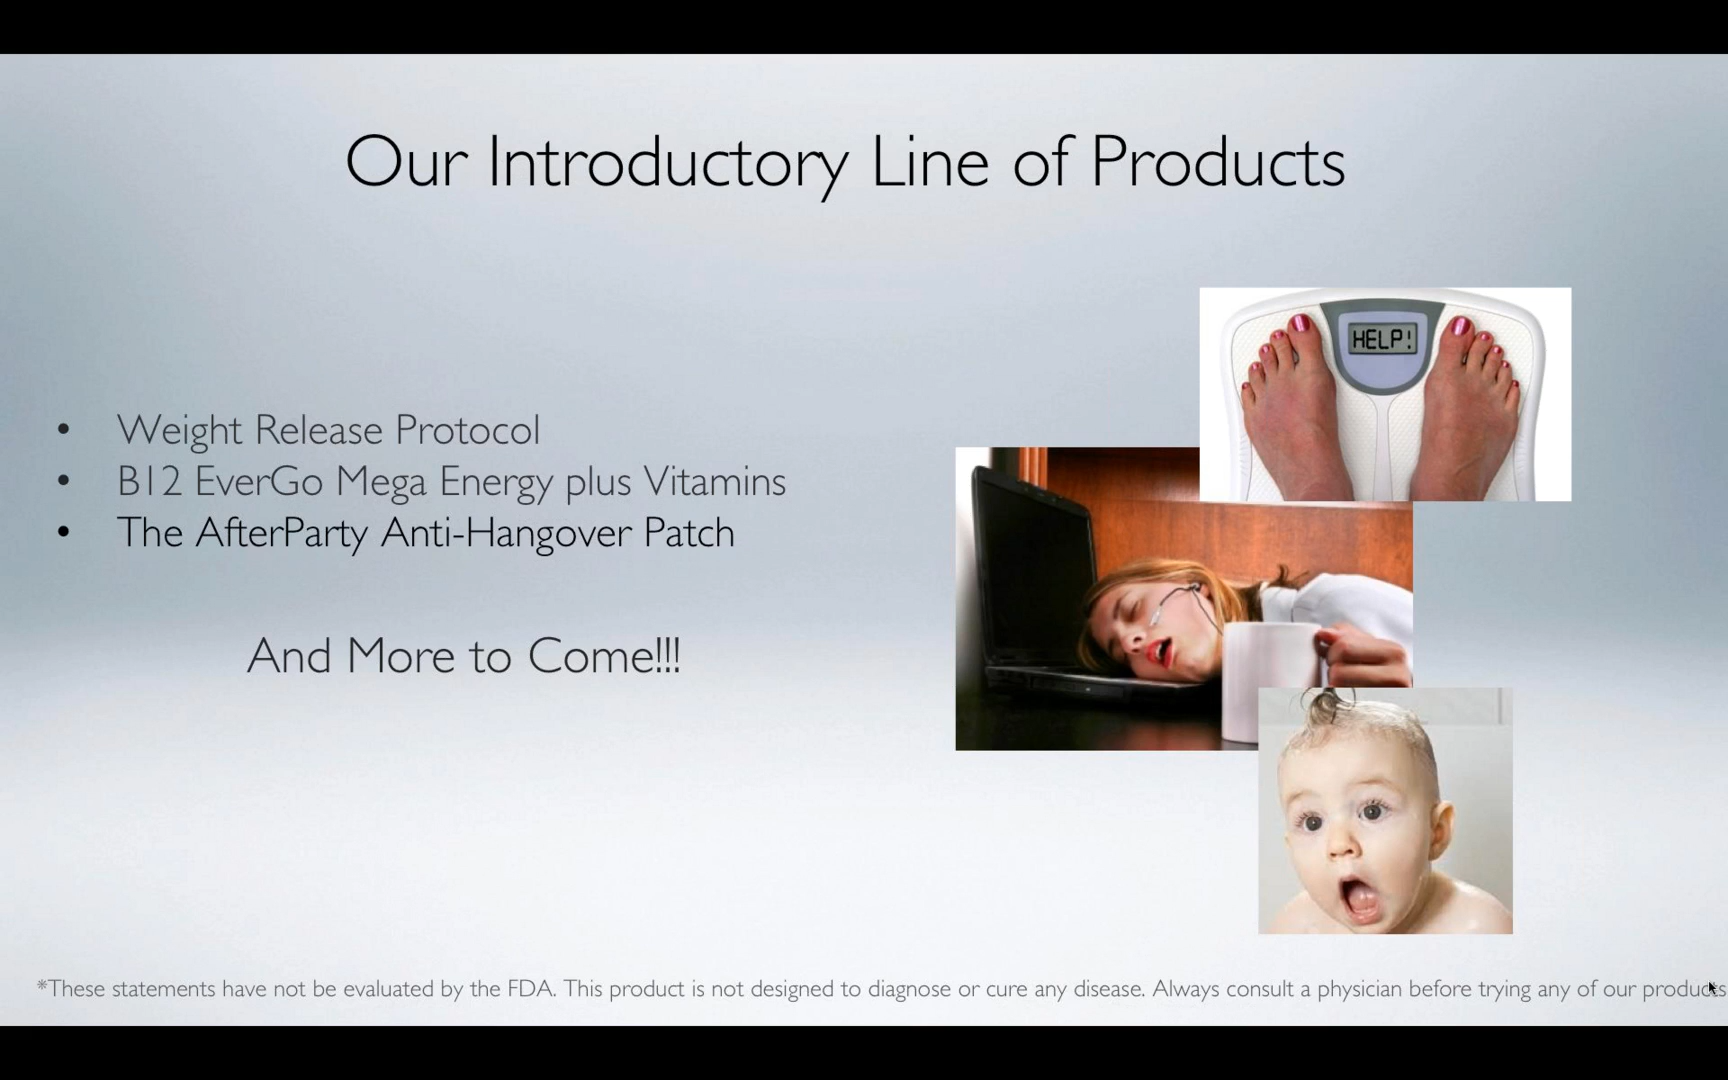 Our Introductory Line of Products
HELP!
• Weight Release Protocol
• B12 EverGo Mega Energy plus Vitamins
• The AfterParty Anti-Hangover Patch
And More to Come!!!
*These statements have not be evaluated by the FDA. This product is not designed to diagnose or cure any disease. Always consult a physician before trying any of our products